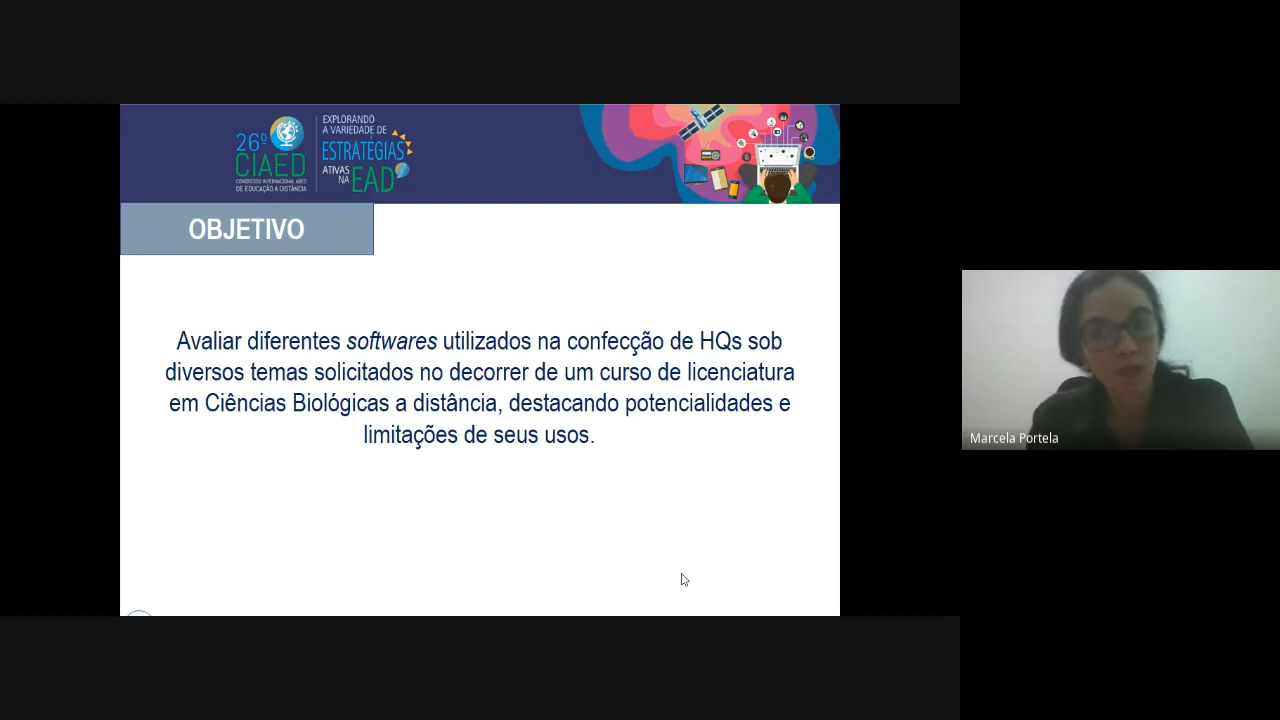 26º
CIAED
CONGRESSO INTERNACIONAL ABED
DE EDUCAÇÃO A DISTÂNCIA
EXPLORANDO
A VARIEDADE DE
ESTRATÉGIAS
ATIVAS
NA EAD
OBJETIVO
Avaliar diferentes softwares utilizados na confecção de HQs sob
diversos temas solicitados no decorrer de um curso de licenciatura
em Ciências Biológicas a distância, destacando potencialidades e
limitações de seus usos.
Marcela Portela